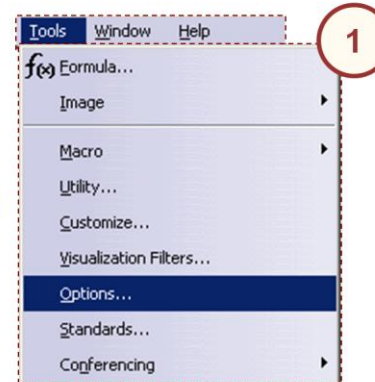 Tools Window Help
1
f(x) Formula...
Image
Macro
Utility...
Customize...
Visualization Filters...
Options...
Standards...
Conferencing